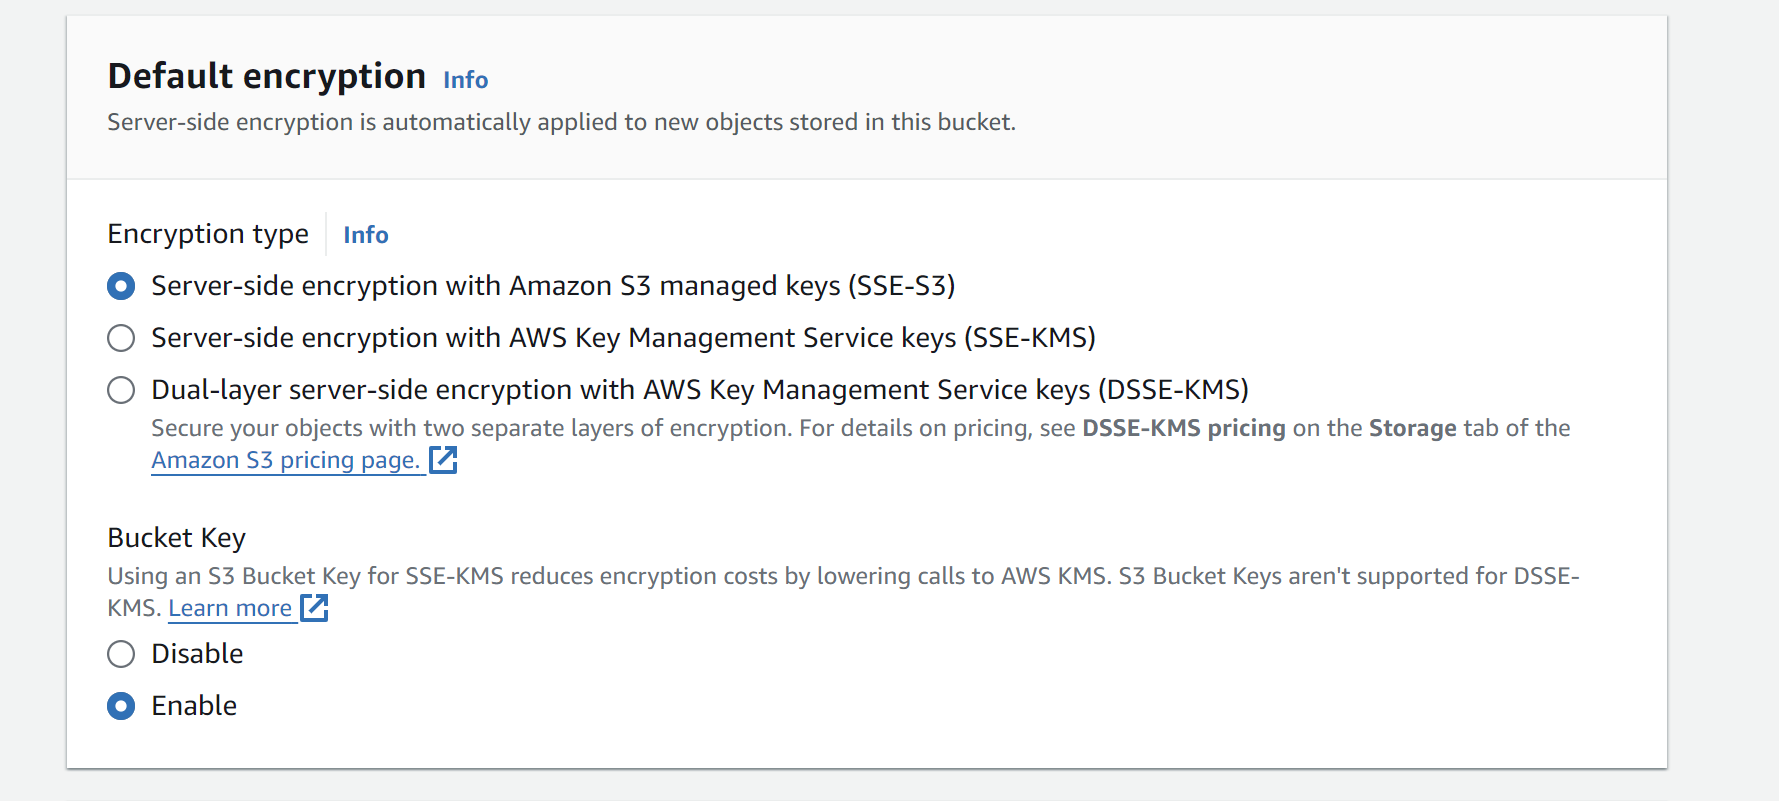 Default encryption Info
Server-side encryption is automatically applied to new objects stored in this bucket.
Encryption type Info
Server-side encryption with Amazon S3 managed keys (SSE-S3)
Server-side encryption with AWS Key Management Service keys (SSE-KMS)
Dual-layer server-side encryption with AWS Key Management Service keys (DSSE-KMS)
Secure your objects with two separate layers of encryption. For details on pricing, see DSSE-KMS pricing on the Storage tab of the
Amazon S3 pricing page.
Bucket Key
Using an S3 Bucket Key for SSE-KMS reduces encryption costs by lowering calls to AWS KMS. S3 Bucket Keys aren't supported for DSSE-
KMS. Learn more
Disable
Enable